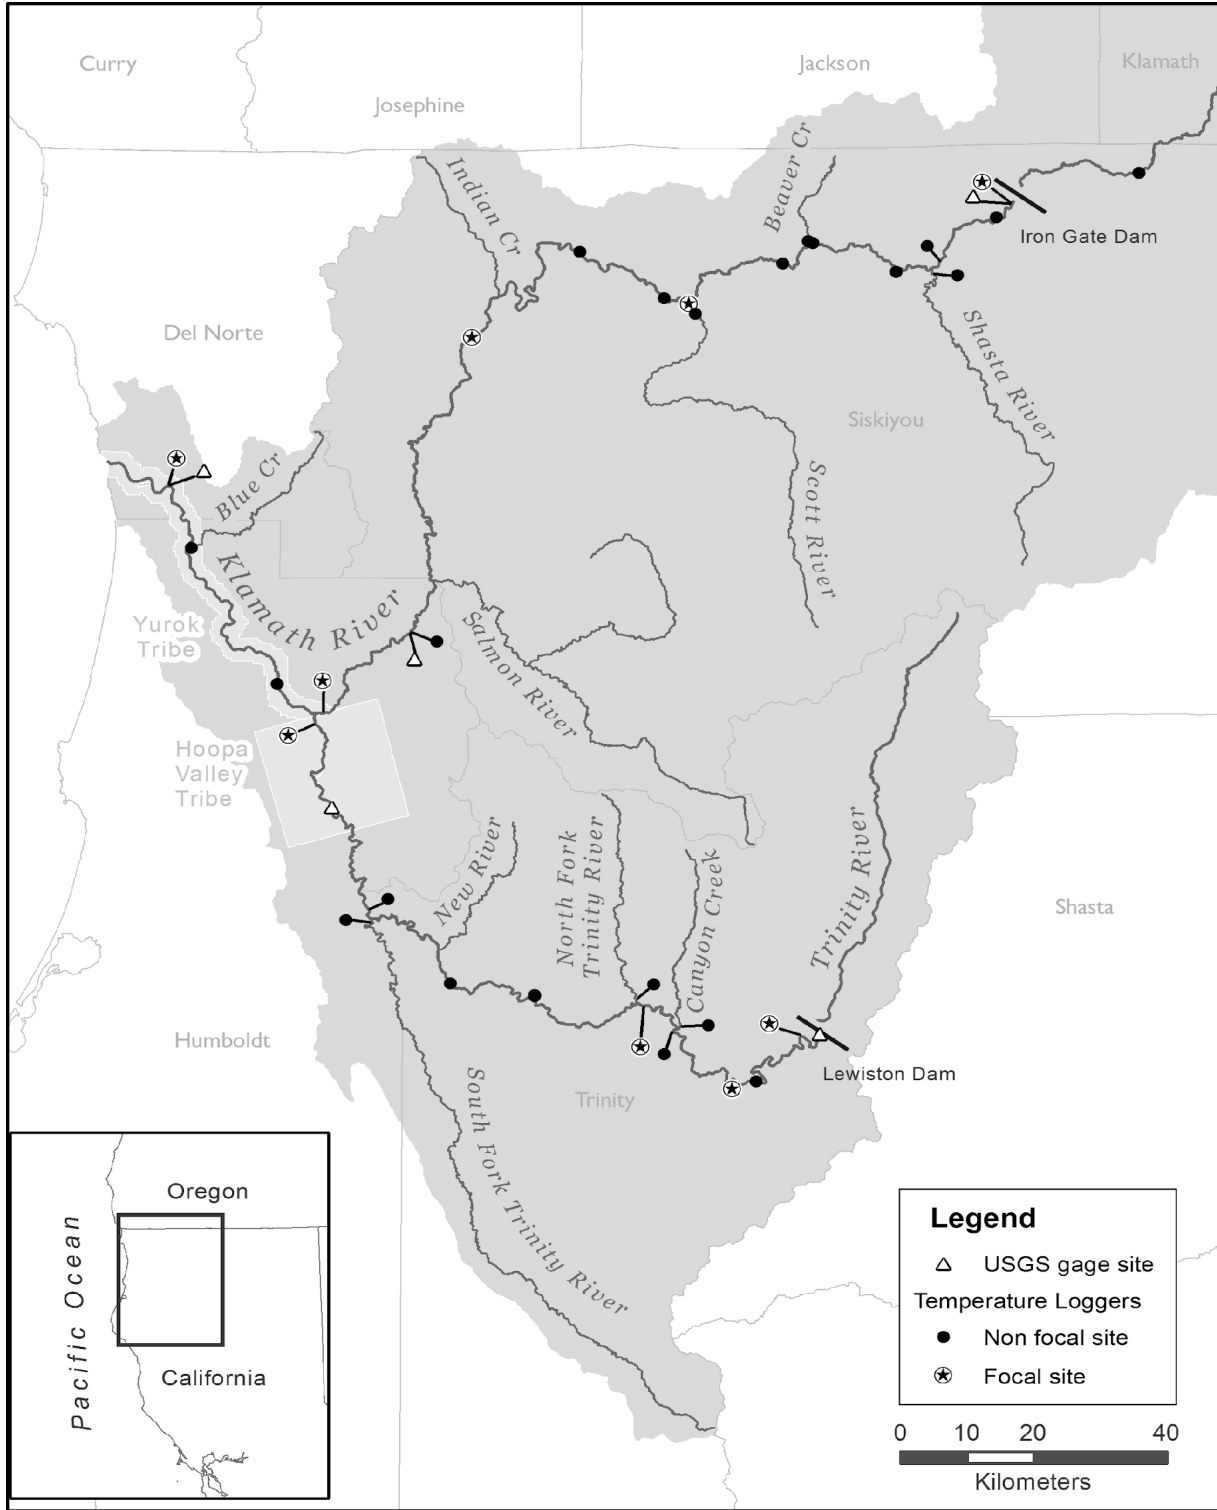 Curry
Jackson
Klamath
Josephine
Beaver Cr
Indian Cr
Iron Gate Dam
Del Norte
Shasta River
Siskiyou
Blue Cr
Scott River
Klamath River
Yurok
Tribe
Salmon River
Hoopa
Valley
Tribe
New River
North Fork
Trinity River
Canyon Creek
Trinity River
Shasta
Humboldt
Lewiston Dam
Trinity
South Fork Trinity River
Oregon
Pacific Ocean
California
Legend
USGS gage site
Temperature Loggers
Non focal site
Focal site
0 10 20 40
Kilometers